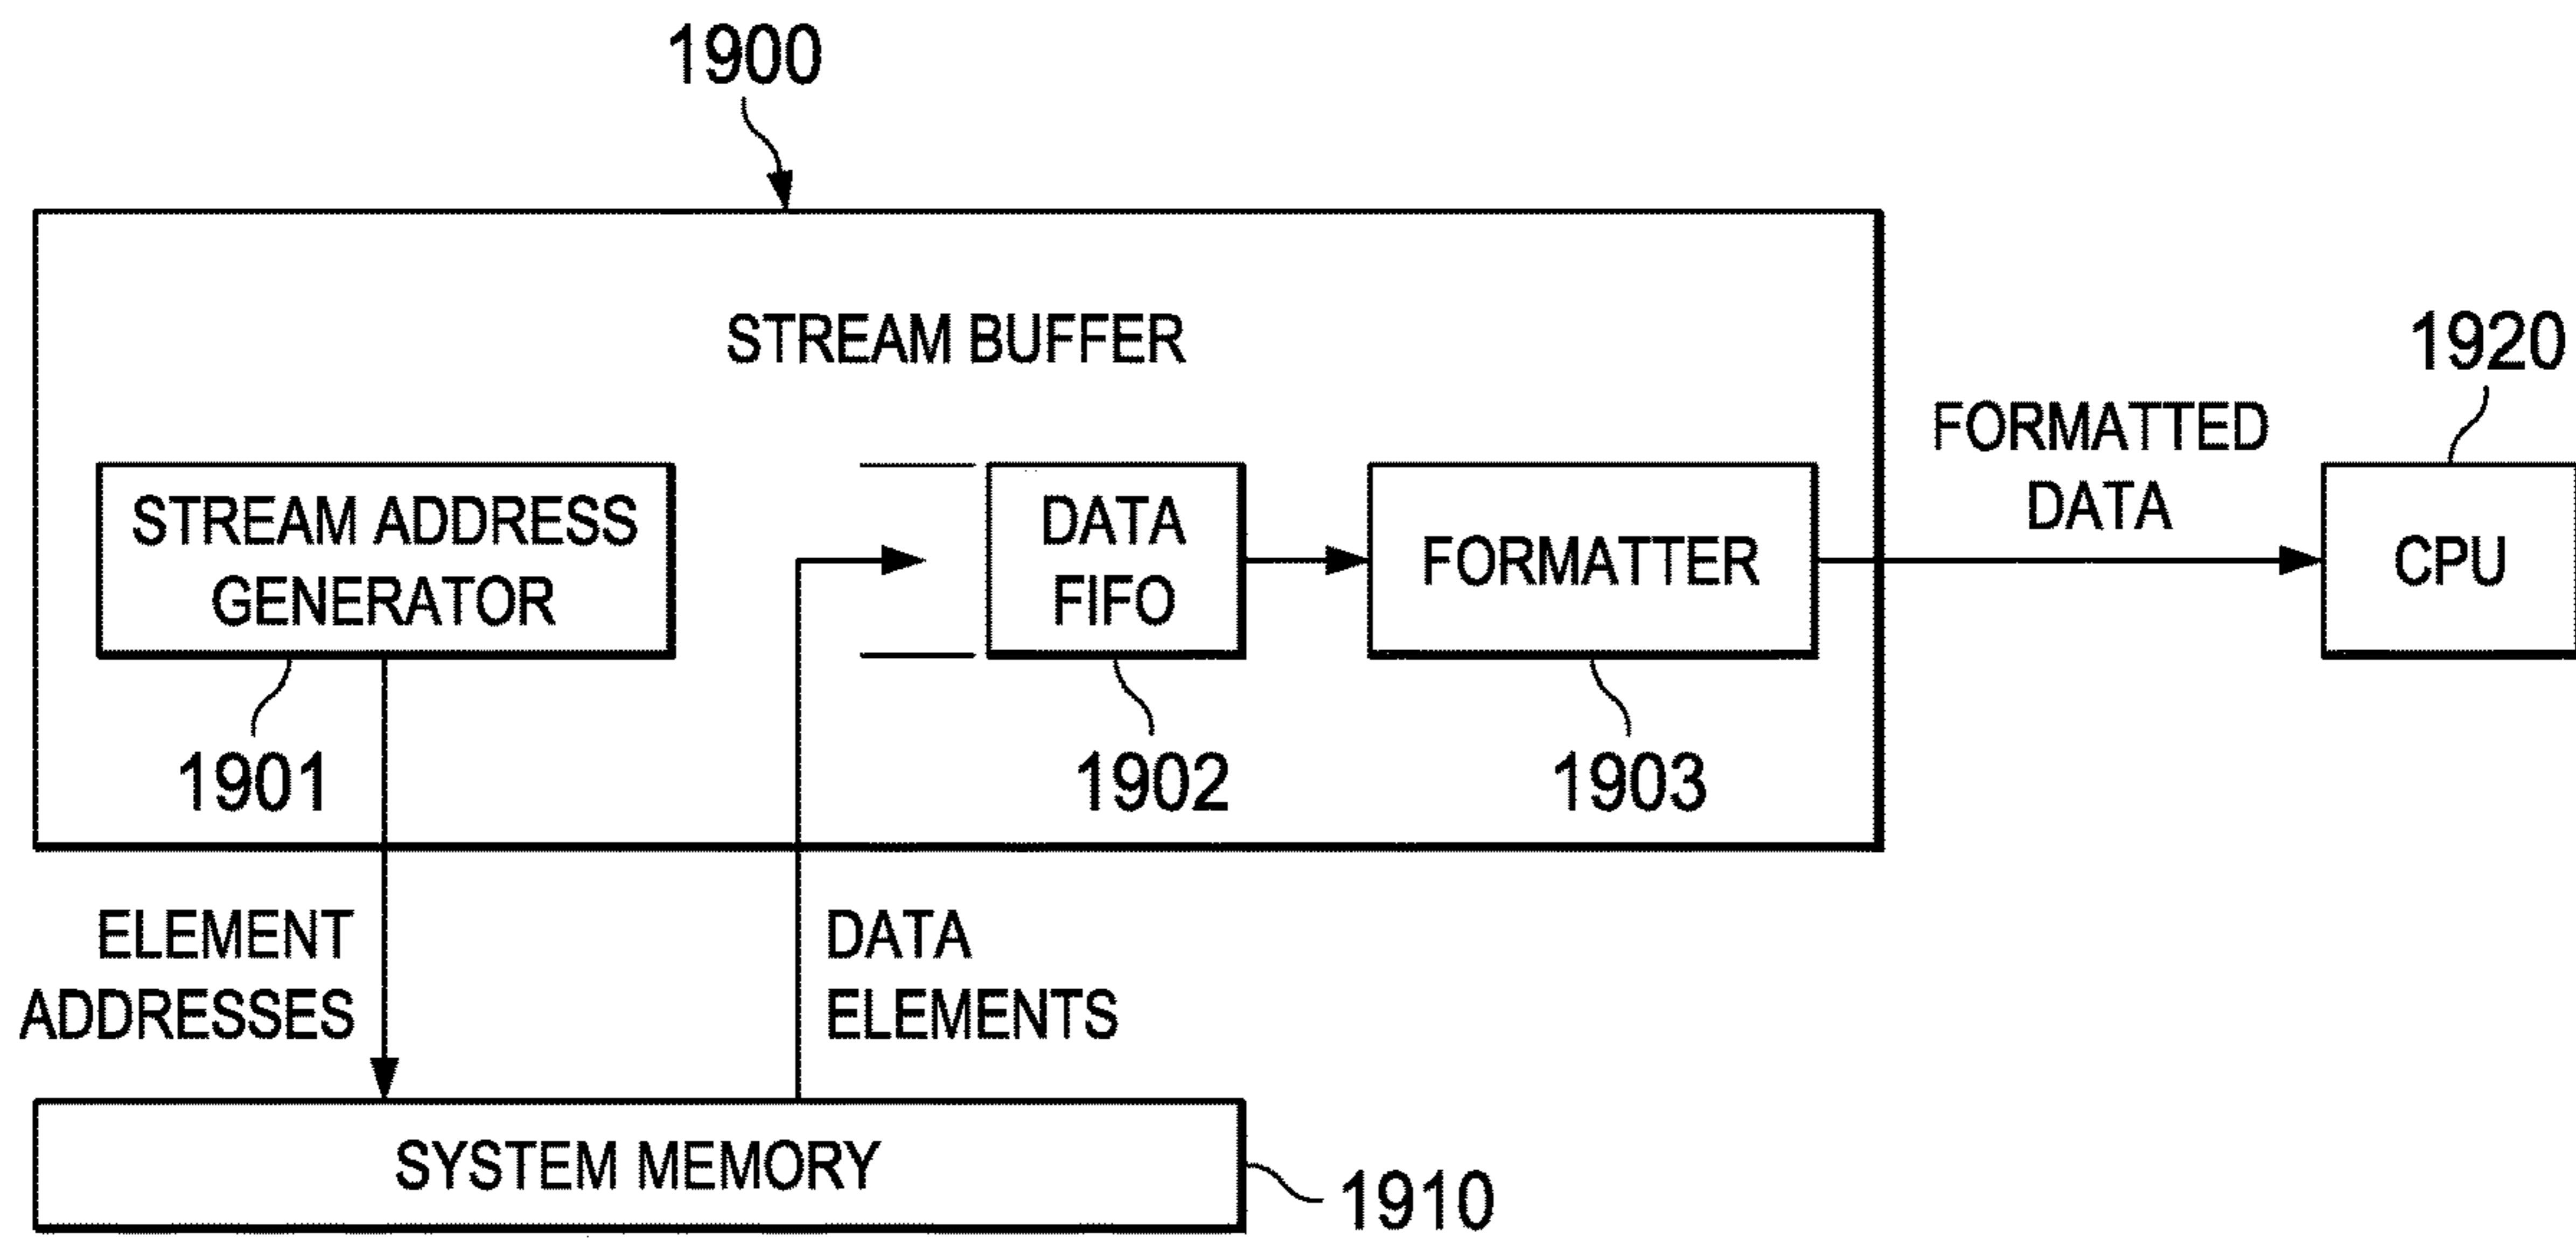 1900
STREAM BUFFER
1920
FORMATTED
DATA
STREAM ADDRESS
GENERATOR
DATA
FIFO
FORMATTER
CPU
1901
1902
1903
ELEMENT
ADDRESSES
DATA
ELEMENTS
SYSTEM MEMORY
1910